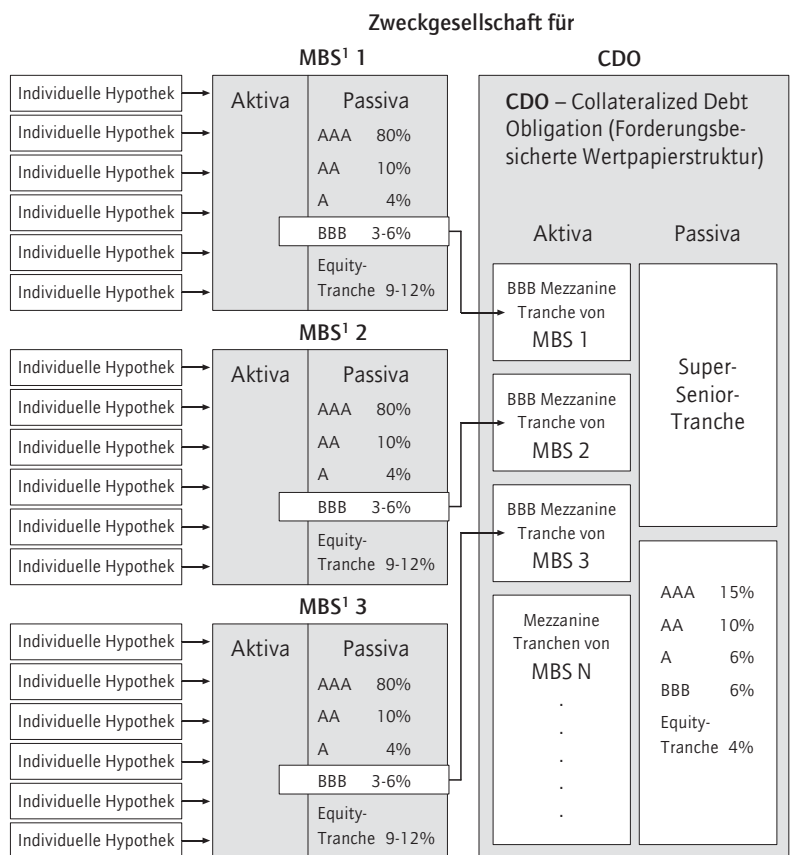 Zweckgesellschaft für
MBS¹ 1
Individuelle Hypothek
Individuelle Hypothek
Individuelle Hypothek
Individuelle Hypothek
Individuelle Hypothek
Individuelle Hypothek
Aktiva
Passiva
AAA 80%
AA 10%
A 4%
BBB 3-6%
Equity-
Tranche 9-12%
MBS¹ 2
Individuelle Hypothek
Individuelle Hypothek
Individuelle Hypothek
Individuelle Hypothek
Individuelle Hypothek
Individuelle Hypothek
Aktiva
Passiva
AAA 80%
AA 10%
A 4%
BBB 3-6%
Equity-
Tranche 9-12%
MBS¹ 3
Individuelle Hypothek
Individuelle Hypothek
Individuelle Hypothek
Individuelle Hypothek
Individuelle Hypothek
Individuelle Hypothek
Aktiva
Passiva
AAA 80%
AA 10%
A 4%
BBB 3-6%
Equity-
Tranche 9-12%
CDO
CDO – Collateralized Debt
Obligation (Forderungsbe-
sicherte Wertpapierstruktur)
Aktiva
BBB Mezzanine
Tranche von
MBS 1
BBB Mezzanine
Tranche von
MBS 2
BBB Mezzanine
Tranche von
MBS 3
Mezzanine
Tranchen von
MBS N
.
.
.
.
.
Passiva
Super-
Senior-
Tranche
AAA 15%
AA 10%
A 6%
BBB 6%
Equity-
Tranche 4%